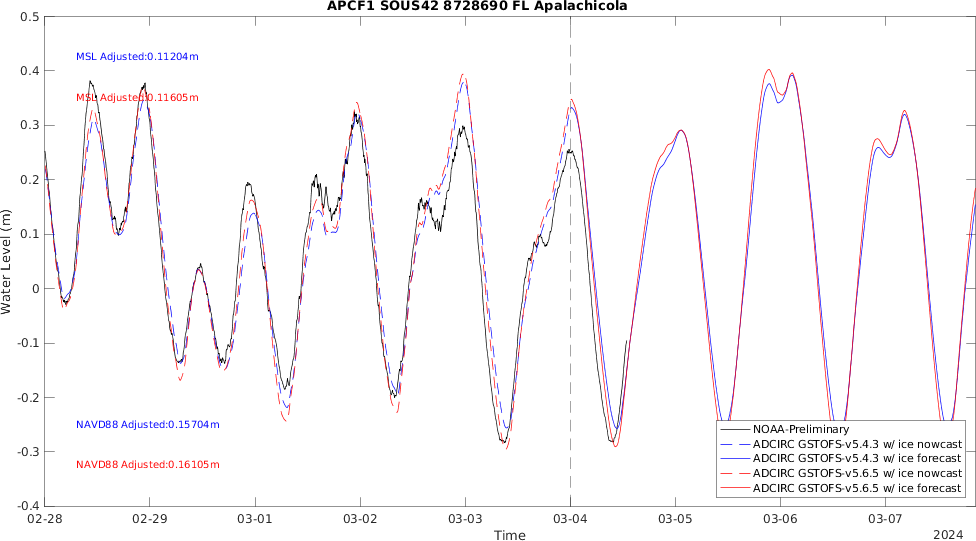 APCF1 SOUS42 8728690 FL Apalachicola
0.5
0.4
0.3
0.2
0.1
0
-0.1
-0.2
-0.3
-0.4
Water Level (m)
MSL Adjusted:0.11204m
MSL Adjusted:0.11605m
NAVD88 Adjusted:0.15704m
NAVD88 Adjusted:0.16105m
NOAA-Preliminary
ADCIRC GSTOFS-v5.4.3 w/ ice nowcast
ADCIRC GSTOFS-v5.4.3 w/ ice forecast
ADCIRC GSTOFS-v5.6.5 w/ ice nowcast
ADCIRC GSTOFS-v5.6.5 w/ ice forecast
02-28 02-29 03-01 03-02 03-03 03-04 03-05 03-06 03-07
Time
2024